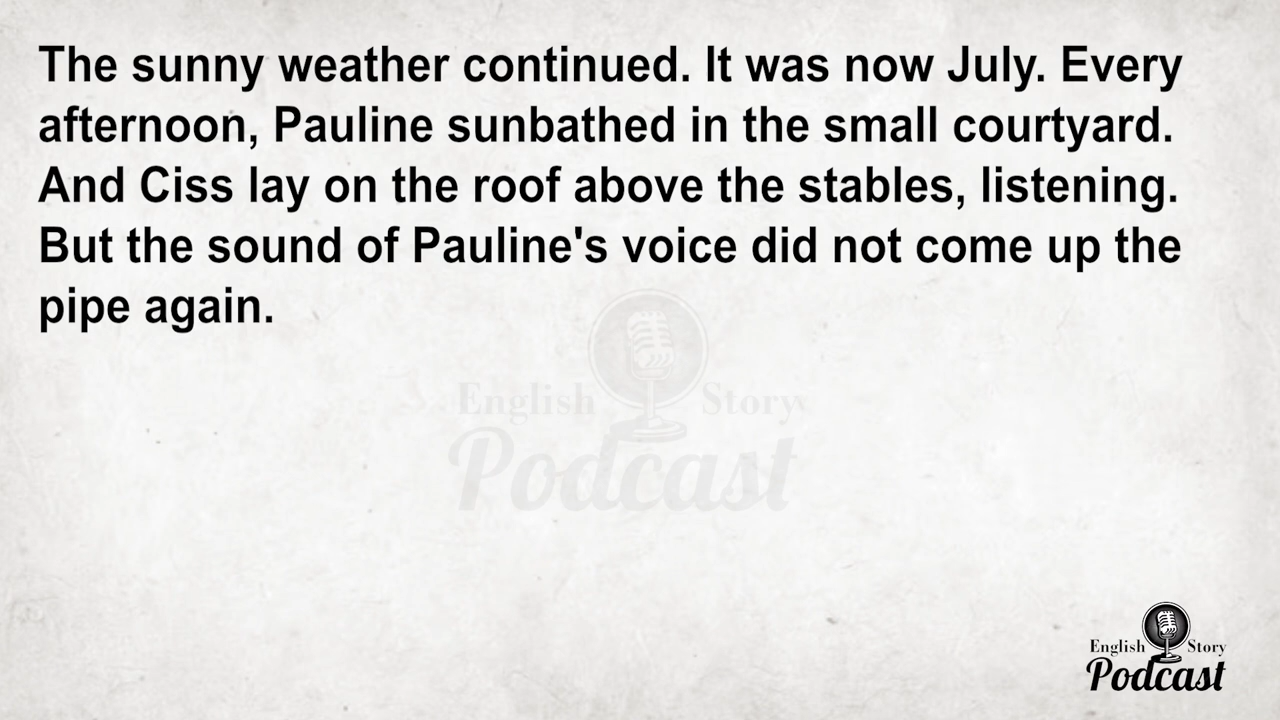 The sunny weather continued. It was now July. Every
afternoon, Pauline sunbathed in the small courtyard.
And Ciss lay on the roof above the stables, listening.
But the sound of Pauline's voice did not come up the
pipe again.
English Story
Podcast
English Story
Podcast